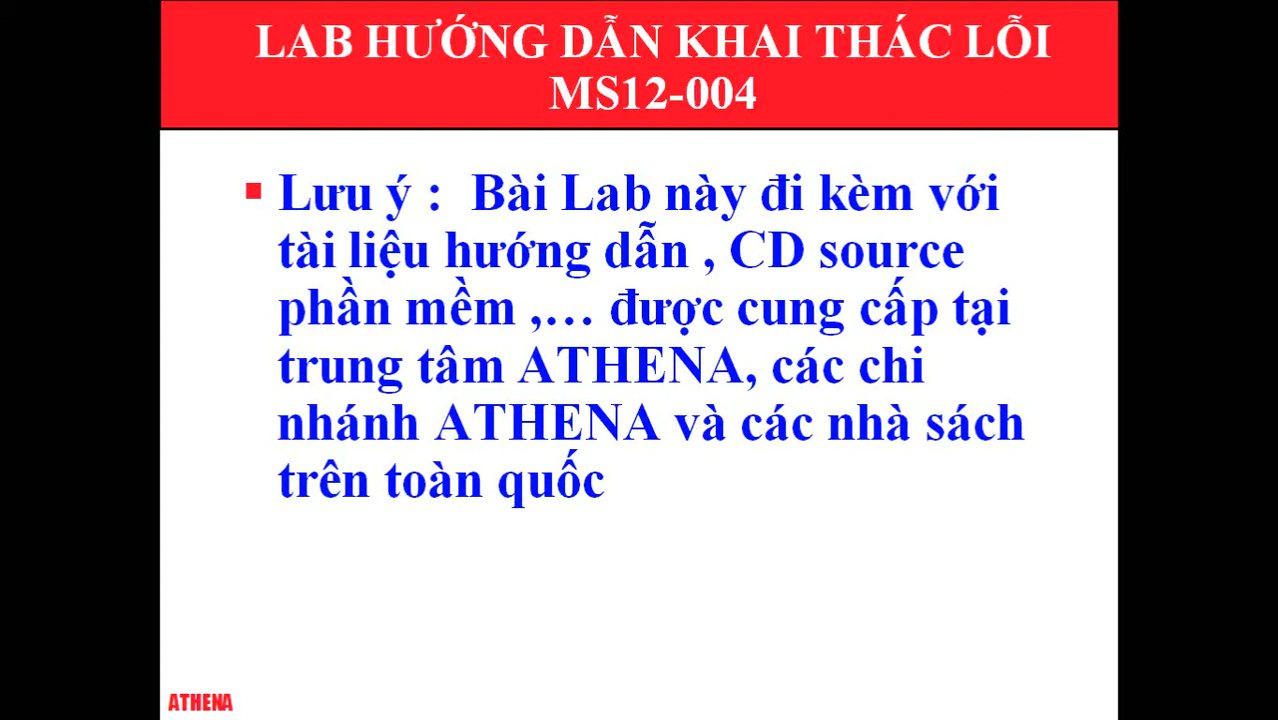 LAB HƯỚNG DẪN KHAI THÁC LỖI
MS12-004
Lưu ý : Bài Lab này đi kèm với
tài liệu hướng dẫn , CD source
phần mềm ,… được cung cấp tại
trung tâm ATHENA, các chi
nhánh ATHENA và các nhà sách
trên toàn quốc
ATHENA